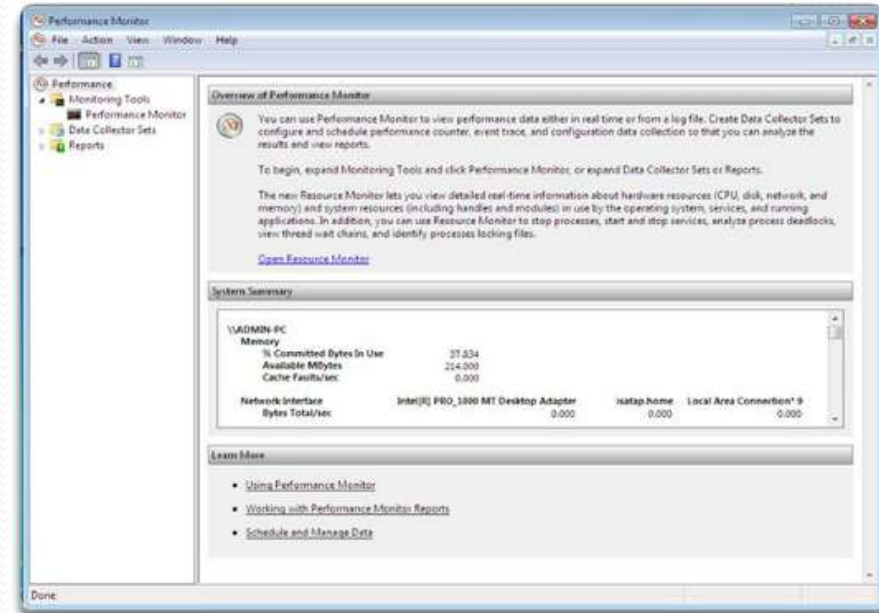 Performance Monitor
File Action View Window Help
Performance
Monitoring Tools
Performance Monitor
Data Collector Sets
Reports
Overview of Performance Monitor
You can use Performance Monitor to view performance data either in real time or from a log file. Create Data Collector Sets to
configure and schedule performance counter, event trace, and configuration data collection so that you can analyze the
results and view reports.
To begin, expand Monitoring Tools and click Performance Monitor, or expand Data Collector Sets or Reports.
The new Resource Monitor lets you view detailed real-time information about hardware resources (CPU, disk, network, and
memory) and system resources (including handles and modules) in use by the operating system, services, and running
applications. In addition, you can use Resource Monitor to stop processes, start and stop services, analyze process deadlocks,
view thread wait chains, and identify processes locking files.
Open Resource Monitor
System Summary
\\ADMIN-PC
Memory
% Committed Bytes In Use 37.834
Available MBytes 214.000
Cache Faults/sec 0.000
Network Interface Intel[R] PRO_1000 MT Desktop Adapter isatap.home Local Area Connection* 9
Bytes Total/sec 0.000 0.000 0.000
Learn More
Using Performance Monitor
Working with Performance Monitor Reports
Schedule and Manage Data
Done